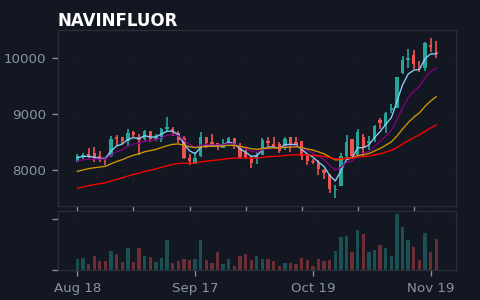 NAVINFLUOR
10000
9000
8000
Aug 18
Sep 17
Oct 19
Nov 19